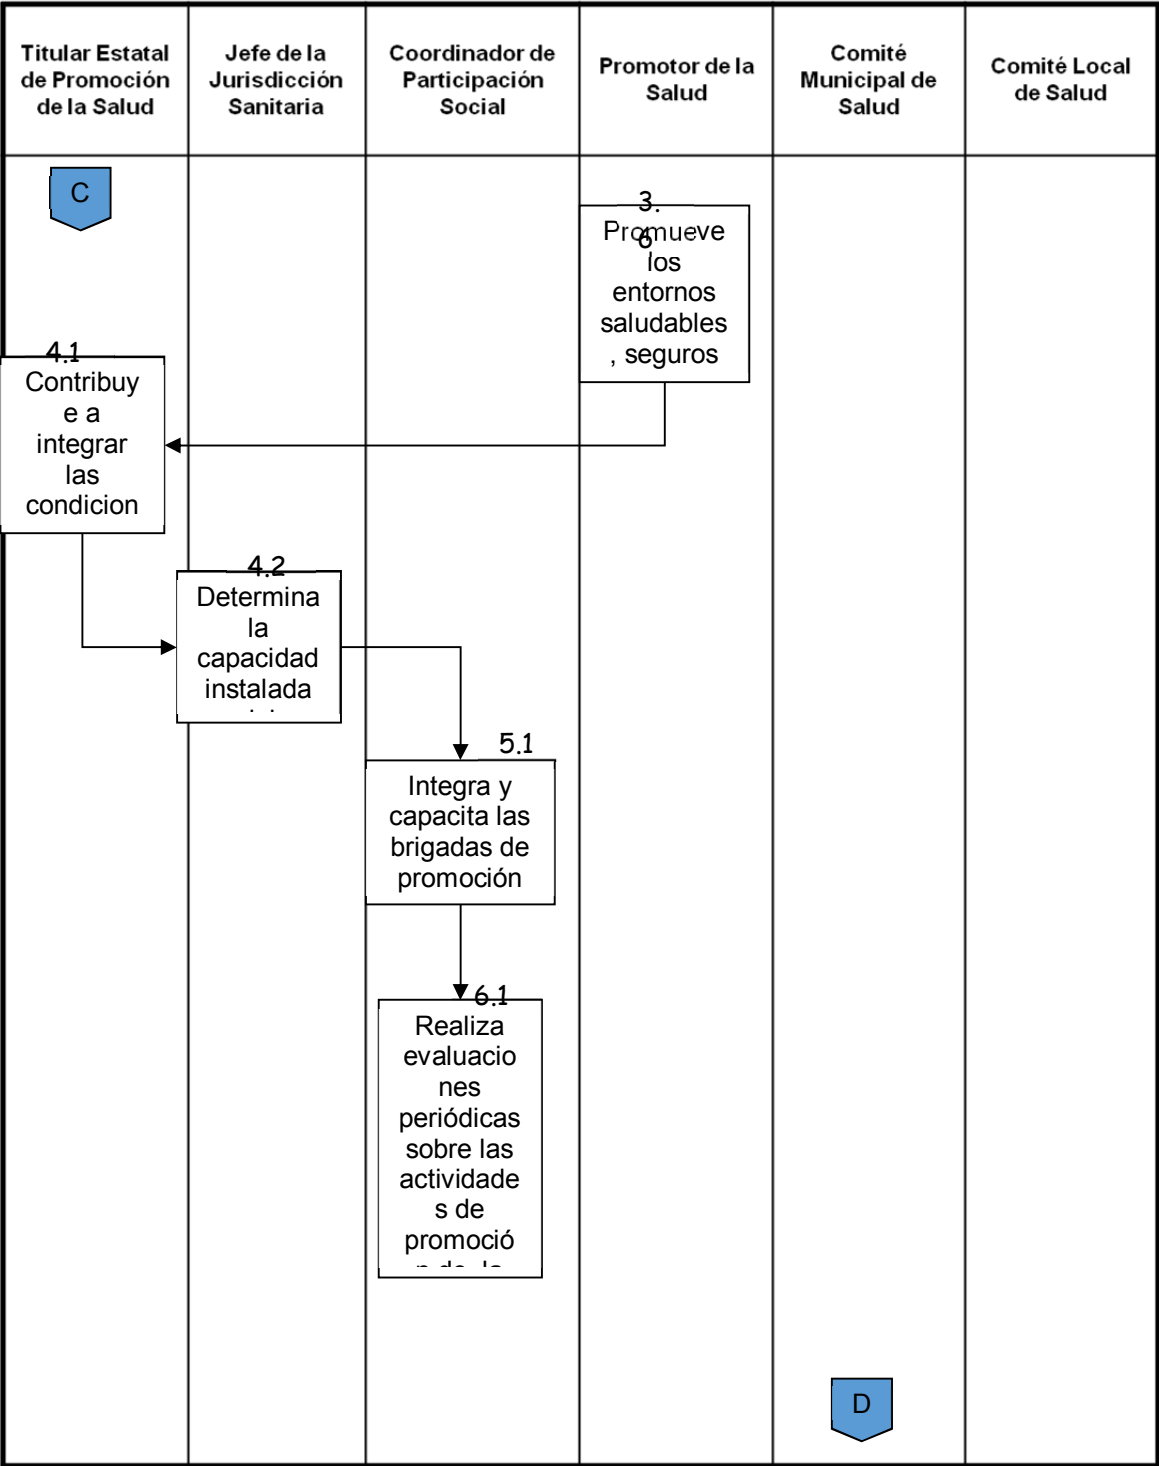 Titular Estatal
de Promoción
de la Salud
Jefe de la
Jurisdicción
Sanitaria
Coordinador de
Participación
Social
Promotor de la
Salud
Comité
Municipal de
Salud
Comité Local
de Salud
C
3.
6
Promueve
los
entornos
saludables
, seguros
4.1
Contribuy
e a
integrar
las
condicion
4.2
Determina
la
capacidad
instalada
5.1
Integra y
capacita las
brigadas de
promoción
6.1
Realiza
evaluacio
nes
periódicas
sobre las
actividade
s de
promoció
n de la
D